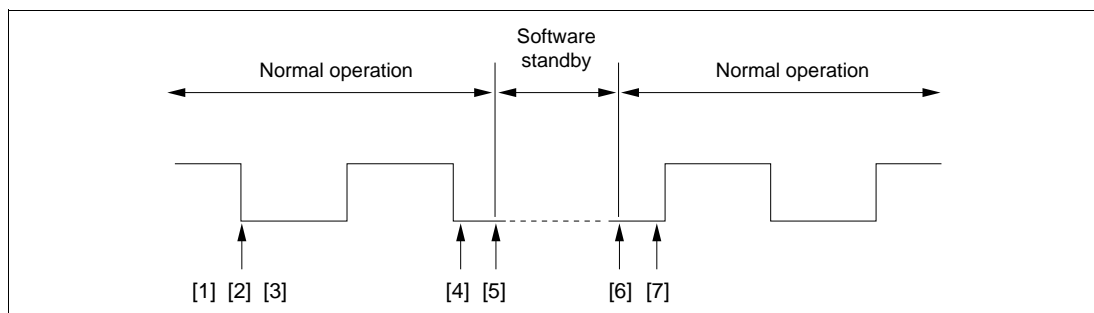 Software
standby
Normal operation
Normal operation
[1] [2] [3]
[4] [5]
[6] [7]